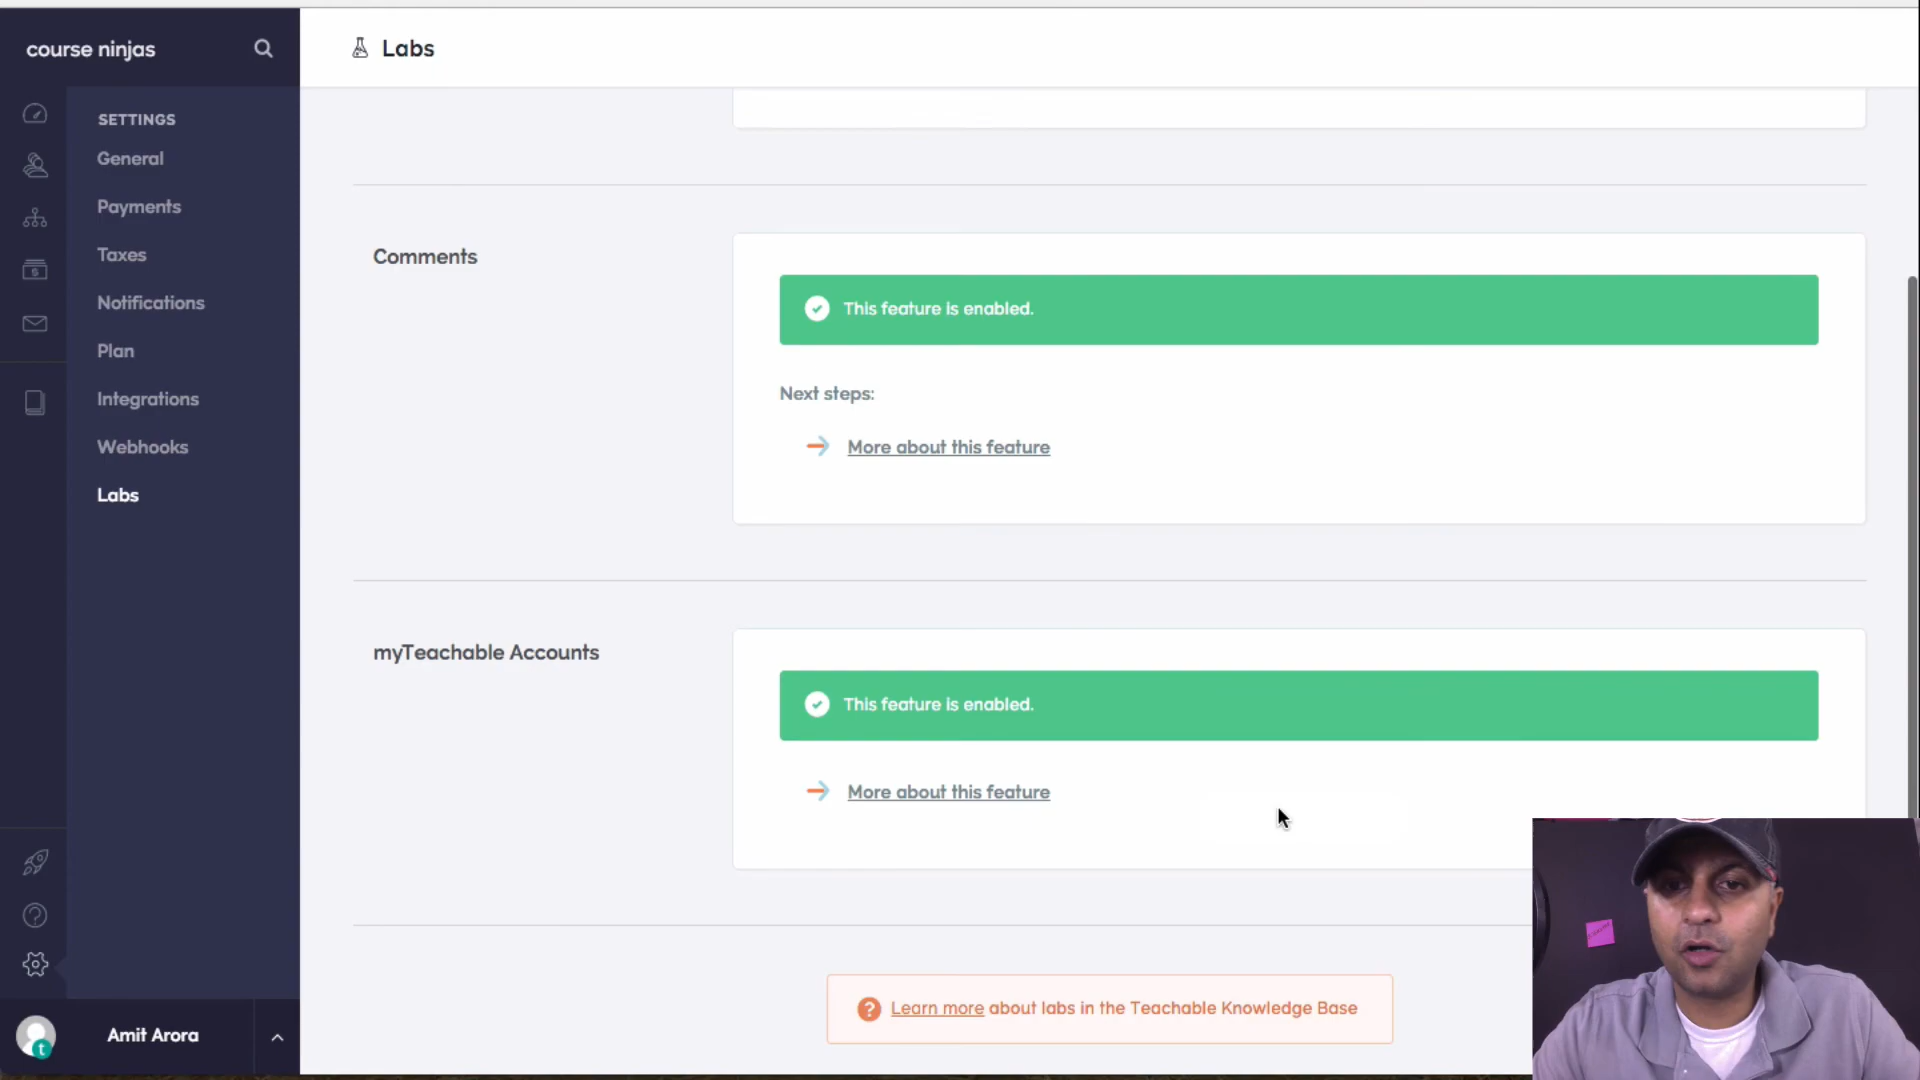 course ninjas
Labs
SETTINGS
General
Payments
Taxes
Notifications
Plan
Integrations
Webhooks
Labs
Comments
This feature is enabled.
Next steps:
More about this feature
myTeachable Accounts
This feature is enabled.
More about this feature
? Learn more about labs in the Teachable Knowledge Base
t
Amit Arora